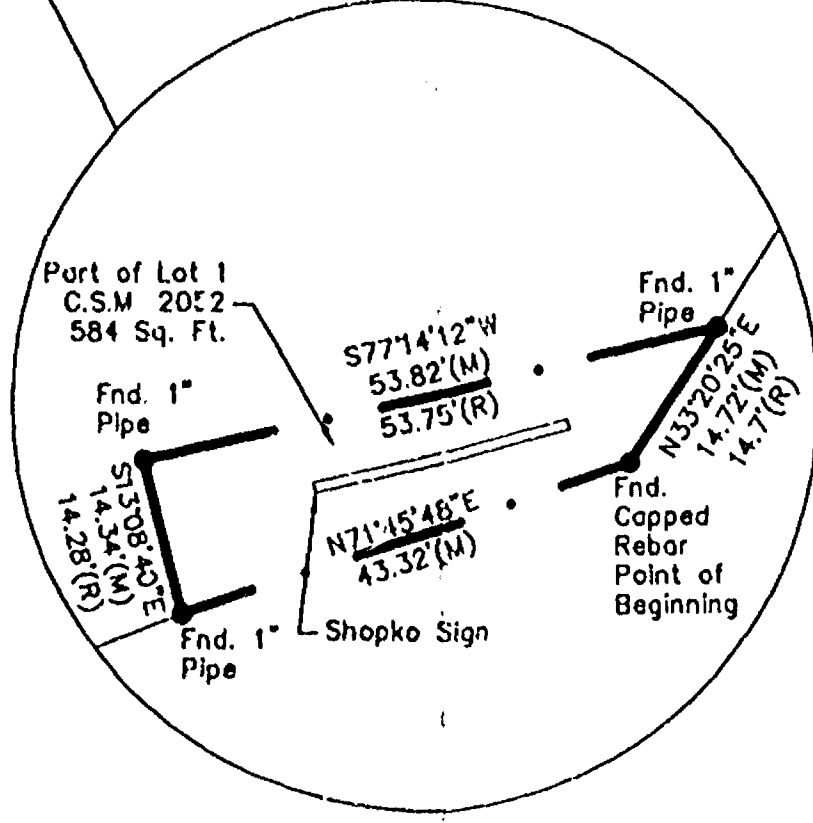 Part of Lot 1
C.S.M 2052
584 Sq. Ft.
Fnd. 1"
Pipe
S77°14'12"W
53.82'(M)
53.75'(R)
Fnd. 1"
Pipe
N33°20'25"E
14.72'(M)
14.7'(R)
S13°08'40"E
14.34'(M)
14.28'(R)
N71°45'48"E
43.32'(M)
Fnd.
Capped
Rebar
Point of
Beginning
Fnd. 1"
Pipe
Shopko Sign